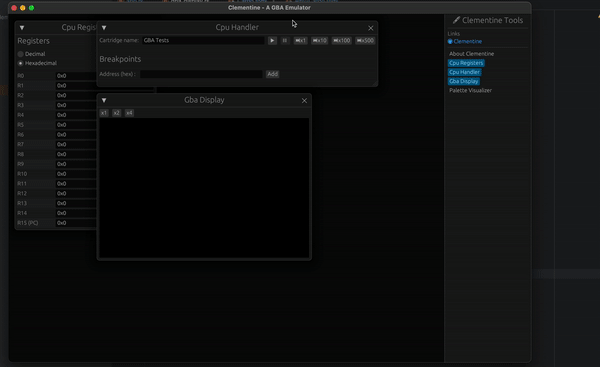 Clementine - A GBA Emulator
Cpu Regis
Registers
Decimal
Hexadecimal
R0 0x0
R1 0x0
R2 0x0
R3 0x0
R4 0x0
R5 0x0
R6 0x0
R7 0x0
R8 0x0
R9 0x0
R10 0x0
R11 0x0
R12 0x0
R13 0x0
R14 0x0
R15 (PC) 0x0
Cpu Handler
Cartridge name: GBA Tests x1 x10 x100 x500
Breakpoints
Address (hex) : Add
Gba Display
x1 x2 x4
Clementine Tools
Links
Clementine
About Clementine
Cpu Registers
Cpu Handler
Gba Display
Palette Visualizer